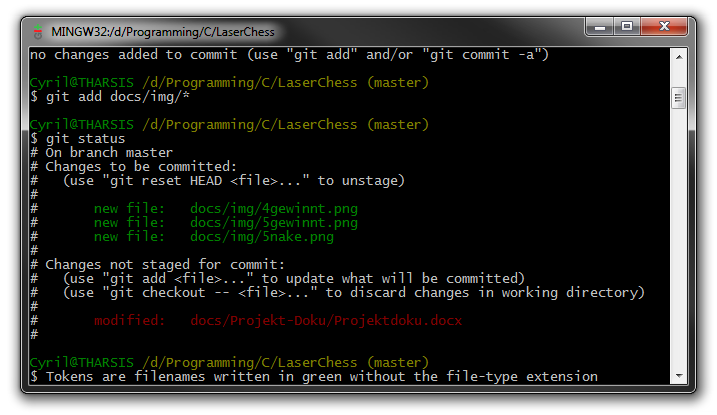 MINGW32:/d/Programming/C/LaserChess
no changes added to commit (use "git add" and/or "git commit -a")
Cyril@THARSIS /d/Programming/C/LaserChess (master)
$ git add docs/img/*
Cyril@THARSIS /d/Programming/C/LaserChess (master)
$ git status
# On branch master
# Changes to be committed:
#   (use "git reset HEAD <file>..." to unstage)
#
#       new file:   docs/img/4gewinnt.png
#       new file:   docs/img/5gewinnt.png
#       new file:   docs/img/5nake.png
#
# Changes not staged for commit:
#   (use "git add <file>..." to update what will be committed)
#   (use "git checkout -- <file>..." to discard changes in working directory)
#
#       modified:   docs/Projekt-Doku/Projektdoku.docx
#
Cyril@THARSIS /d/Programming/C/LaserChess (master)
$ Tokens are filenames written in green without the file-type extension